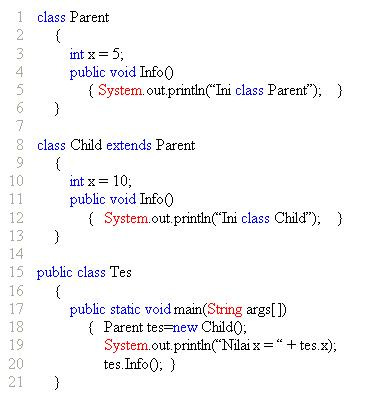 1 class Parent
2 {
3 int x = 5;
4 public void Info()
5 { System.out.println(“Ini class Parent”); }
6 }
7
8 class Child extends Parent
9 {
10 int x = 10;
11 public void Info()
12 { System.out.println(“Ini class Child”); }
13 }
14
15 public class Tes
16 {
17 public static void main(String args[])
18 { Parent tes=new Child();
19 System.out.println(“Nilai x = “ + tes.x);
20 tes.Info(); }
21 }